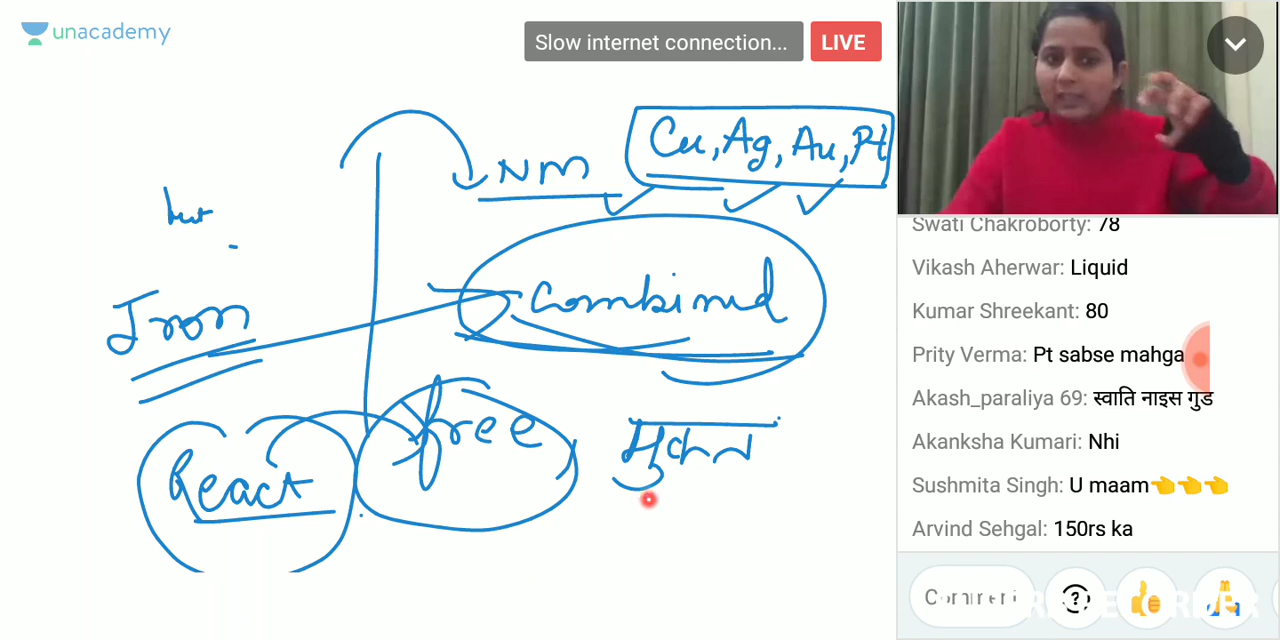 unacademy
Slow internet connection...
LIVE
Cu, Ag, Au, Pt
NM
but
Iron
Combined
React
free
मुक्त
Swati Chakroborty: 78
Vikash Aherwar: Liquid
Kumar Shreekant: 80
Prity Verma: Pt sabse mahga
Akash_paraliya 69: स्वाति नाइस गुड
Akanksha Kumari: Nhi
Sushmita Singh: U maam👈👈👈
Arvind Sehgal: 150rs ka